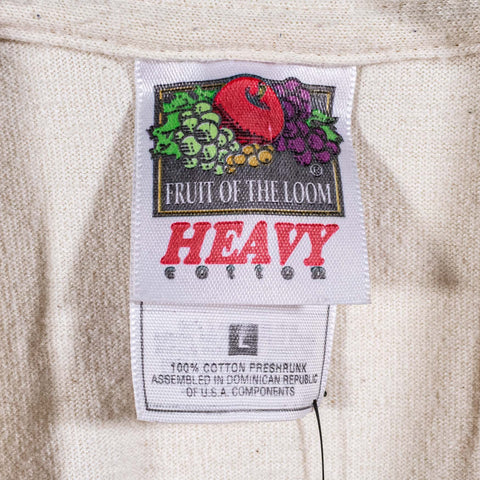 ®
FRUIT OF THE LOOM
HEAVY
cotton
L
100% COTTON PRESHRUNK
ASSEMBLED IN DOMINICAN REPUBLIC
OF U.S.A. COMPONENTS